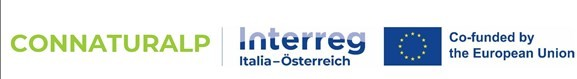 CONNATURALP
Interreg
Italia–Österreich
Co-funded by
the European Union